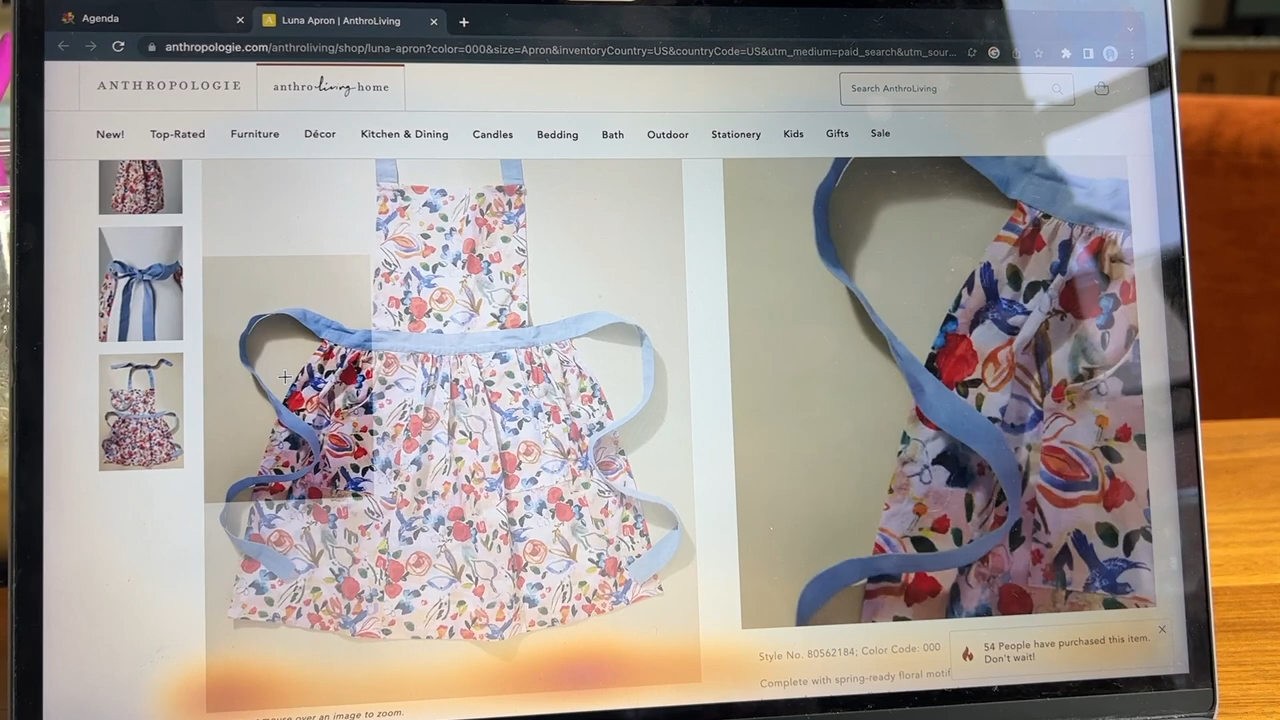 Agenda
Luna Apron | AnthroLiving
anthropologie.com/anthroliving/shop/luna-apron?color=000&size=Apron&inventoryCountry=US&countryCode=US&utm_medium=paid_search&utm_sour...
ANTHROPOLOGIE
anthroliving home
Search AnthroLiving
New! Top-Rated Furniture Décor Kitchen & Dining Candles Bedding Bath Outdoor Stationery Kids Gifts Sale
Style No. 80562184; Color Code: 000
Complete with spring-ready floral motif
54 People have purchased this item.
Don't wait!
mouse over an image to zoom.